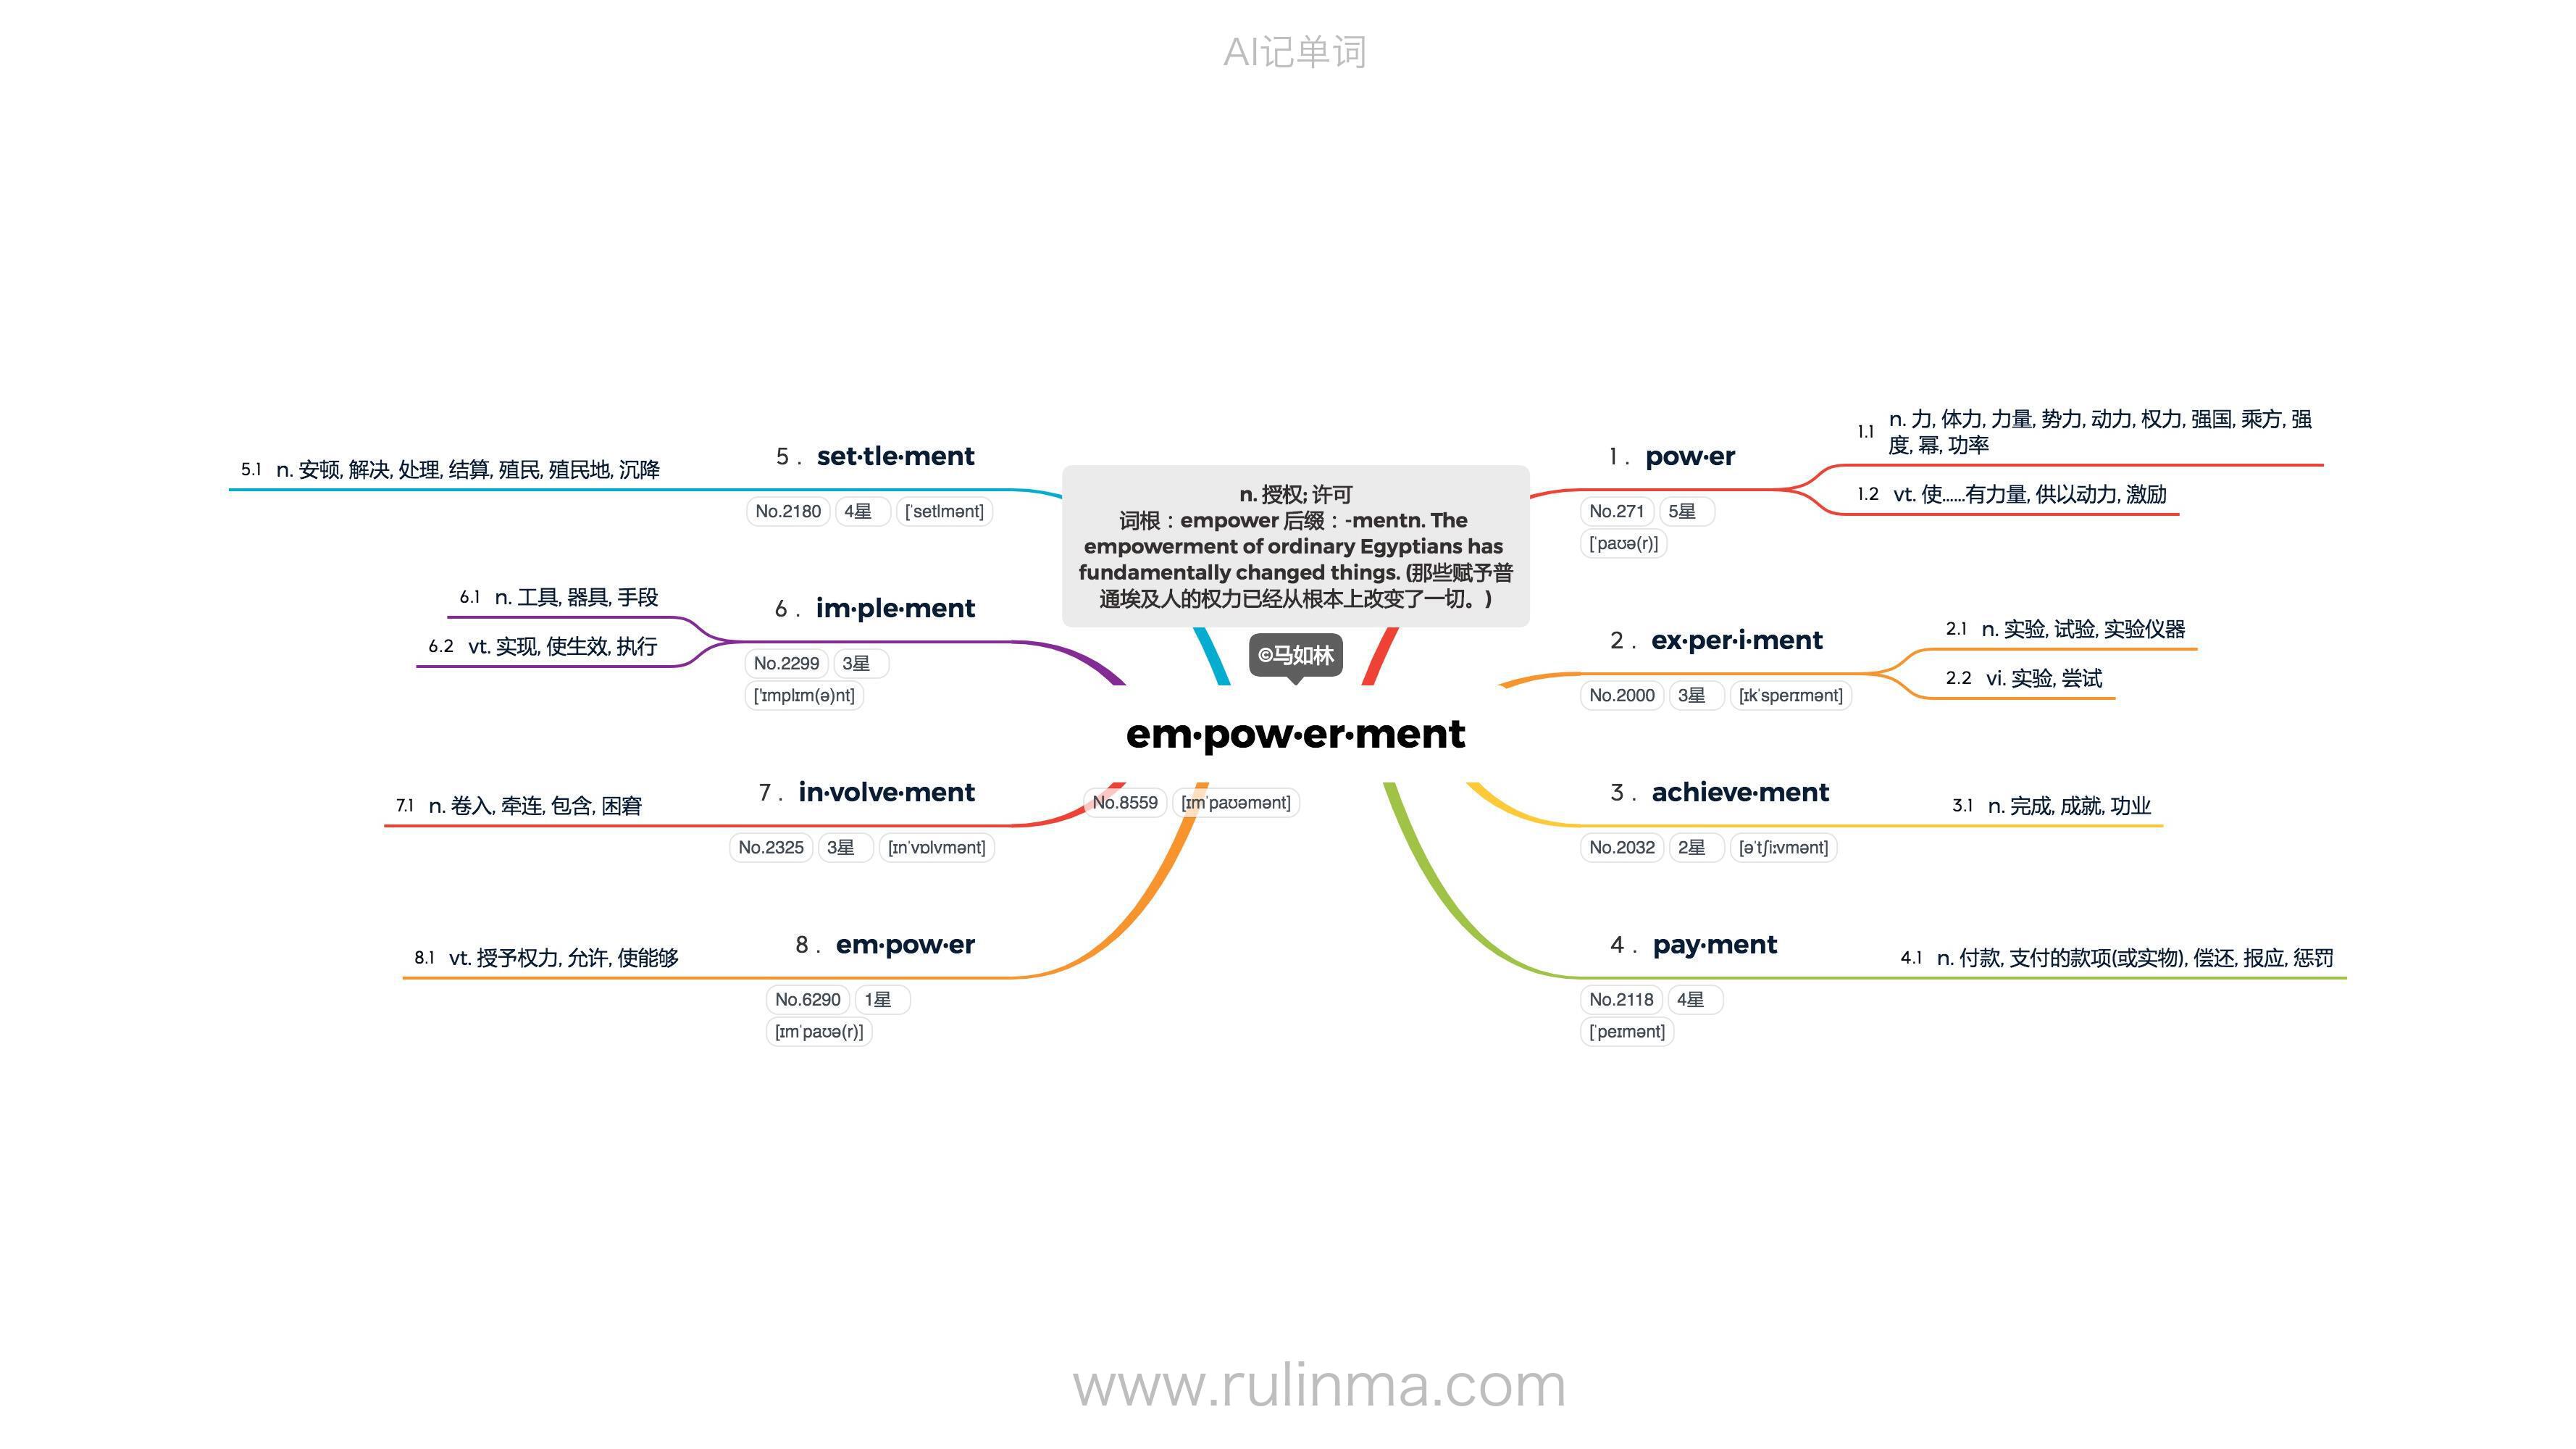 AI记单词
n. 授权; 许可
词根：empower 后缀：-mentn. The
empowerment of ordinary Egyptians has
fundamentally changed things. (那些赋予普
通埃及人的权力已经从根本上改变了一切。)
©马如林
em·pow·er·ment
No.8559 [ɪmˈpaʊəmənt]
1. pow·er
No.271 5星
[ˈpaʊə(r)]
1.1 n. 力, 体力, 力量, 势力, 动力, 权力, 强国, 乘方, 强
度, 幂, 功率
1.2 vt. 使......有力量, 供以动力, 激励
2. ex·per·i·ment
No.2000 3星 [ɪkˈsperɪmənt]
2.1 n. 实验, 试验, 实验仪器
2.2 vi. 实验, 尝试
3. achieve·ment
No.2032 2星 [əˈtʃiːvmənt]
3.1 n. 完成, 成就, 功业
4. pay·ment
No.2118 4星
[ˈpeɪmənt]
4.1 n. 付款, 支付的款项(或实物), 偿还, 报应, 惩罚
5. set·tle·ment
No.2180 4星 [ˈsetlmənt]
5.1 n. 安顿, 解决, 处理, 结算, 殖民, 殖民地, 沉降
6. im·ple·ment
No.2299 3星
['ɪmplɪm(ə)nt]
6.1 n. 工具, 器具, 手段
6.2 vt. 实现, 使生效, 执行
7. in·volve·ment
No.2325 3星 [ɪnˈvɒlvmənt]
7.1 n. 卷入, 牵连, 包含, 困窘
8. em·pow·er
No.6290 1星
[ɪmˈpaʊə(r)]
8.1 vt. 授予权力, 允许, 使能够
www.rulinma.com